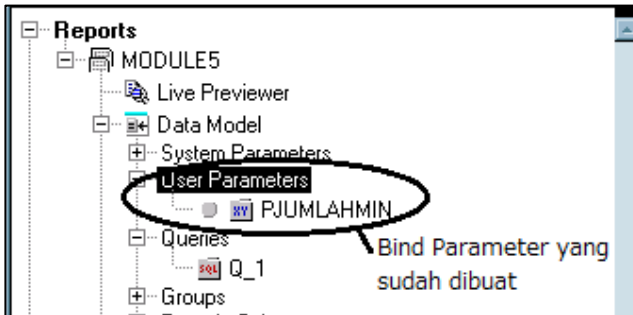 Reports
MODULE5
Live Previewer
Data Model
System Parameters
User Parameters
PJUMLAHMIN
Queries
Q_1
Groups
Bind Parameter yang
sudah dibuat